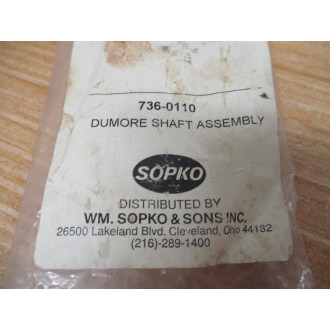 736-0110
DUMORE SHAFT ASSEMBLY
SOPKO
DISTRIBUTED BY
WM. SOPKO & SONS INC.
26500 Lakeland Blvd. Cleveland, Ohio 44132
(216)-289-1400